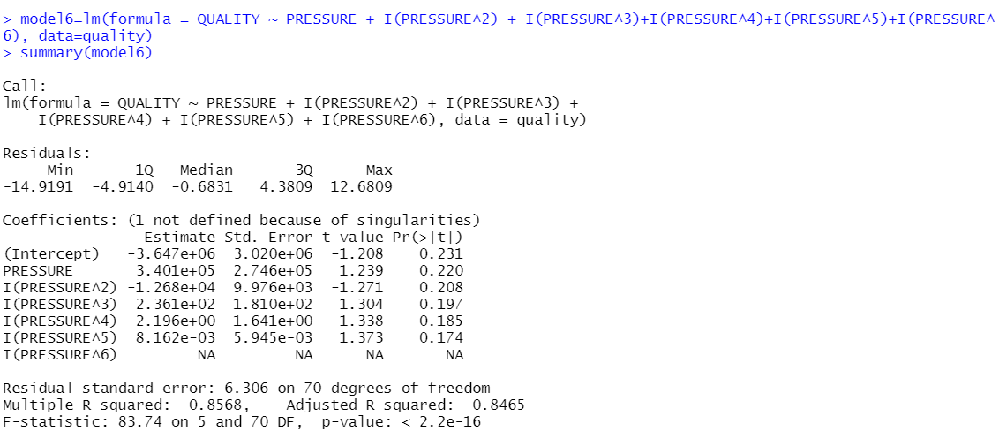 > model6=lm(formula = QUALITY ~ PRESSURE + I(PRESSURE^2) + I(PRESSURE^3)+I(PRESSURE^4)+I(PRESSURE^5)+I(PRESSURE^
6), data=quality)
> summary(model6)
Call:
lm(formula = QUALITY ~ PRESSURE + I(PRESSURE^2) + I(PRESSURE^3) +
I(PRESSURE^4) + I(PRESSURE^5) + I(PRESSURE^6), data = quality)
Residuals:
Min 1Q Median 3Q Max
-14.9191 -4.9140 -0.6831 4.3809 12.6809
Coefficients: (1 not defined because of singularities)
Estimate Std. Error t value Pr(>|t|)
(Intercept) -3.647e+06 3.020e+06 -1.208 0.231
PRESSURE 3.401e+05 2.746e+05 1.239 0.220
I(PRESSURE^2) -1.268e+04 9.976e+03 -1.271 0.208
I(PRESSURE^3) 2.361e+02 1.810e+02 1.304 0.197
I(PRESSURE^4) -2.196e+00 1.641e+00 -1.338 0.185
I(PRESSURE^5) 8.162e-03 5.945e-03 1.373 0.174
I(PRESSURE^6) NA NA NA NA
Residual standard error: 6.306 on 70 degrees of freedom
Multiple R-squared: 0.8568, Adjusted R-squared: 0.8465
F-statistic: 83.74 on 5 and 70 DF, p-value: < 2.2e-16